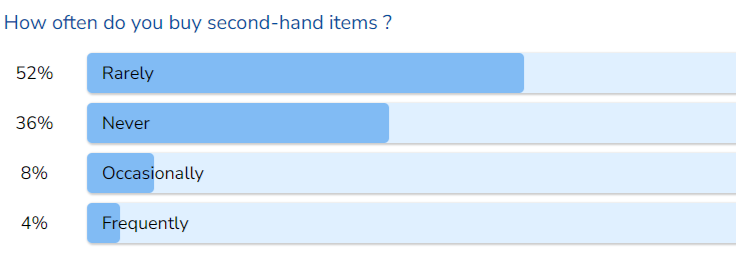 How often do you buy second-hand items ?
52% Rarely
36% Never
8% Occasionally
4% Frequently